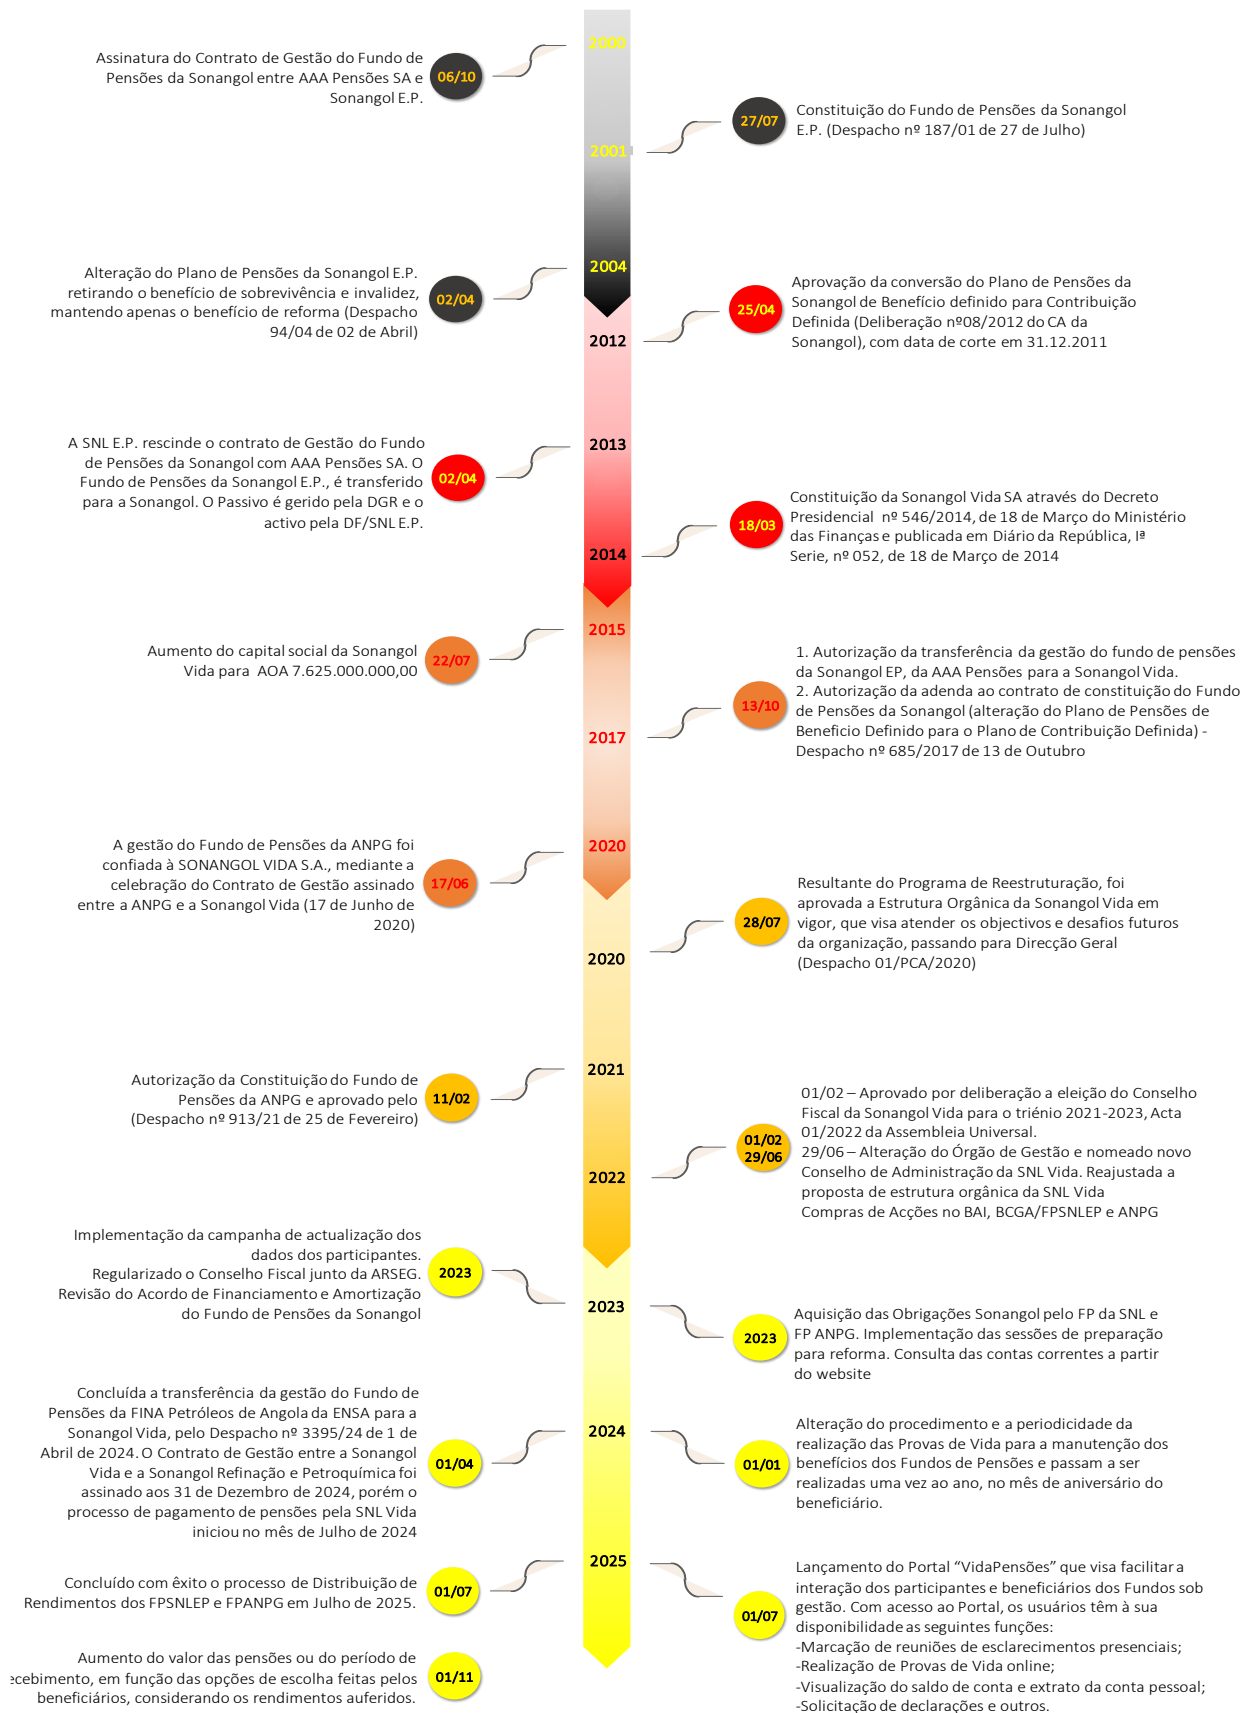 2000
Assinatura do Contrato de Gestão do Fundo de
Pensões da Sonangol entre AAA Pensões SA e
Sonangol E.P.
06/10
27/07
Constituição do Fundo de Pensões da Sonangol
E.P. (Despacho nº 187/01 de 27 de Julho)
2001
2004
Alteração do Plano de Pensões da Sonangol E.P.
retirando o benefício de sobrevivência e invalidez,
mantendo apenas o benefício de reforma (Despacho
94/04 de 02 de Abril)
02/04
25/04
Aprovação da conversão do Plano de Pensões da
Sonangol de Benefício definido para Contribuição
Definida (Deliberação nº08/2012 do CA da
Sonangol), com data de corte em 31.12.2011
2012
2013
A SNL E.P. rescinde o contrato de Gestão do Fundo
de Pensões da Sonangol com AAA Pensões SA. O
Fundo de Pensões da Sonangol E.P., é transferido
para a Sonangol. O Passivo é gerido pela DGR e o
activo pela DF/SNL E.P.
02/04
18/03
Constituição da Sonangol Vida SA através do Decreto
Presidencial nº 546/2014, de 18 de Março do Ministério
das Finanças e publicada em Diário da República, Iª
Serie, nº 052, de 18 de Março de 2014
2014
2015
Aumento do capital social da Sonangol
Vida para AOA 7.625.000.000,00
22/07
13/10
1. Autorização da transferência da gestão do fundo de pensões
da Sonangol EP, da AAA Pensões para a Sonangol Vida.
2. Autorização da adenda ao contrato de constituição do Fundo
de Pensões da Sonangol (alteração do Plano de Pensões de
Beneficio Definido para o Plano de Contribuição Definida) -
Despacho nº 685/2017 de 13 de Outubro
2017
2020
A gestão do Fundo de Pensões da ANPG foi
confiada à SONANGOL VIDA S.A., mediante a
celebração do Contrato de Gestão assinado
entre a ANPG e a Sonangol Vida (17 de Junho de
2020)
17/06
28/07
Resultante do Programa de Reestruturação, foi
aprovada a Estrutura Orgânica da Sonangol Vida em
vigor, que visa atender os objectivos e desafios futuros
da organização, passando para Direcção Geral
(Despacho 01/PCA/2020)
2020
2021
Autorização da Constituição do Fundo de
Pensões da ANPG e aprovado pelo
(Despacho nº 913/21 de 25 de Fevereiro)
11/02
01/02
29/06
01/02 – Aprovado por deliberação a eleição do Conselho
Fiscal da Sonangol Vida para o triénio 2021-2023, Acta
01/2022 da Assembleia Universal.
29/06 – Alteração do Órgão de Gestão e nomeado novo
Conselho de Administração da SNL Vida. Reajustada a
proposta de estrutura orgânica da SNL Vida
Compras de Acções no BAI, BCGA/FPSNLEP e ANPG
2022
Implementação da campanha de actualização dos
dados dos participantes.
Regularizado o Conselho Fiscal junto da ARSEG.
Revisão do Acordo de Financiamento e Amortização
do Fundo de Pensões da Sonangol
2023
2023
2023
Aquisição das Obrigações Sonangol pelo FP da SNL e
FP ANPG. Implementação das sessões de preparação
para reforma. Consulta das contas correntes a partir
do website
Concluída a transferência da gestão do Fundo de
Pensões da FINA Petróleos de Angola da ENSA para a
Sonangol Vida, pelo Despacho nº 3395/24 de 1 de
Abril de 2024. O Contrato de Gestão entre a Sonangol
Vida e a Sonangol Refinação e Petroquímica foi
assinado aos 31 de Dezembro de 2024, porém o
processo de pagamento de pensões pela SNL Vida
iniciou no mês de Julho de 2024
01/04
2024
01/01
Alteração do procedimento e a periodicidade da
realização das Provas de Vida para a manutenção dos
benefícios dos Fundos de Pensões e passam a ser
realizadas uma vez ao ano, no mês de aniversário do
beneficiário.
2025
Concluído com êxito o processo de Distribuição de
Rendimentos dos FPSNLEP e FPANPG em Julho de 2025.
01/07
01/07
Lançamento do Portal “VidaPensões” que visa facilitar a
interação dos participantes e beneficiários dos Fundos sob
gestão. Com acesso ao Portal, os usuários têm à sua
disponibilidade as seguintes funções:
-Marcação de reuniões de esclarecimentos presenciais;
-Realização de Provas de Vida online;
-Visualização do saldo de conta e extrato da conta pessoal;
-Solicitação de declarações e outros.
Aumento do valor das pensões ou do período de
ecebimento, em função das opções de escolha feitas pelos
beneficiários, considerando os rendimentos auferidos.
01/11